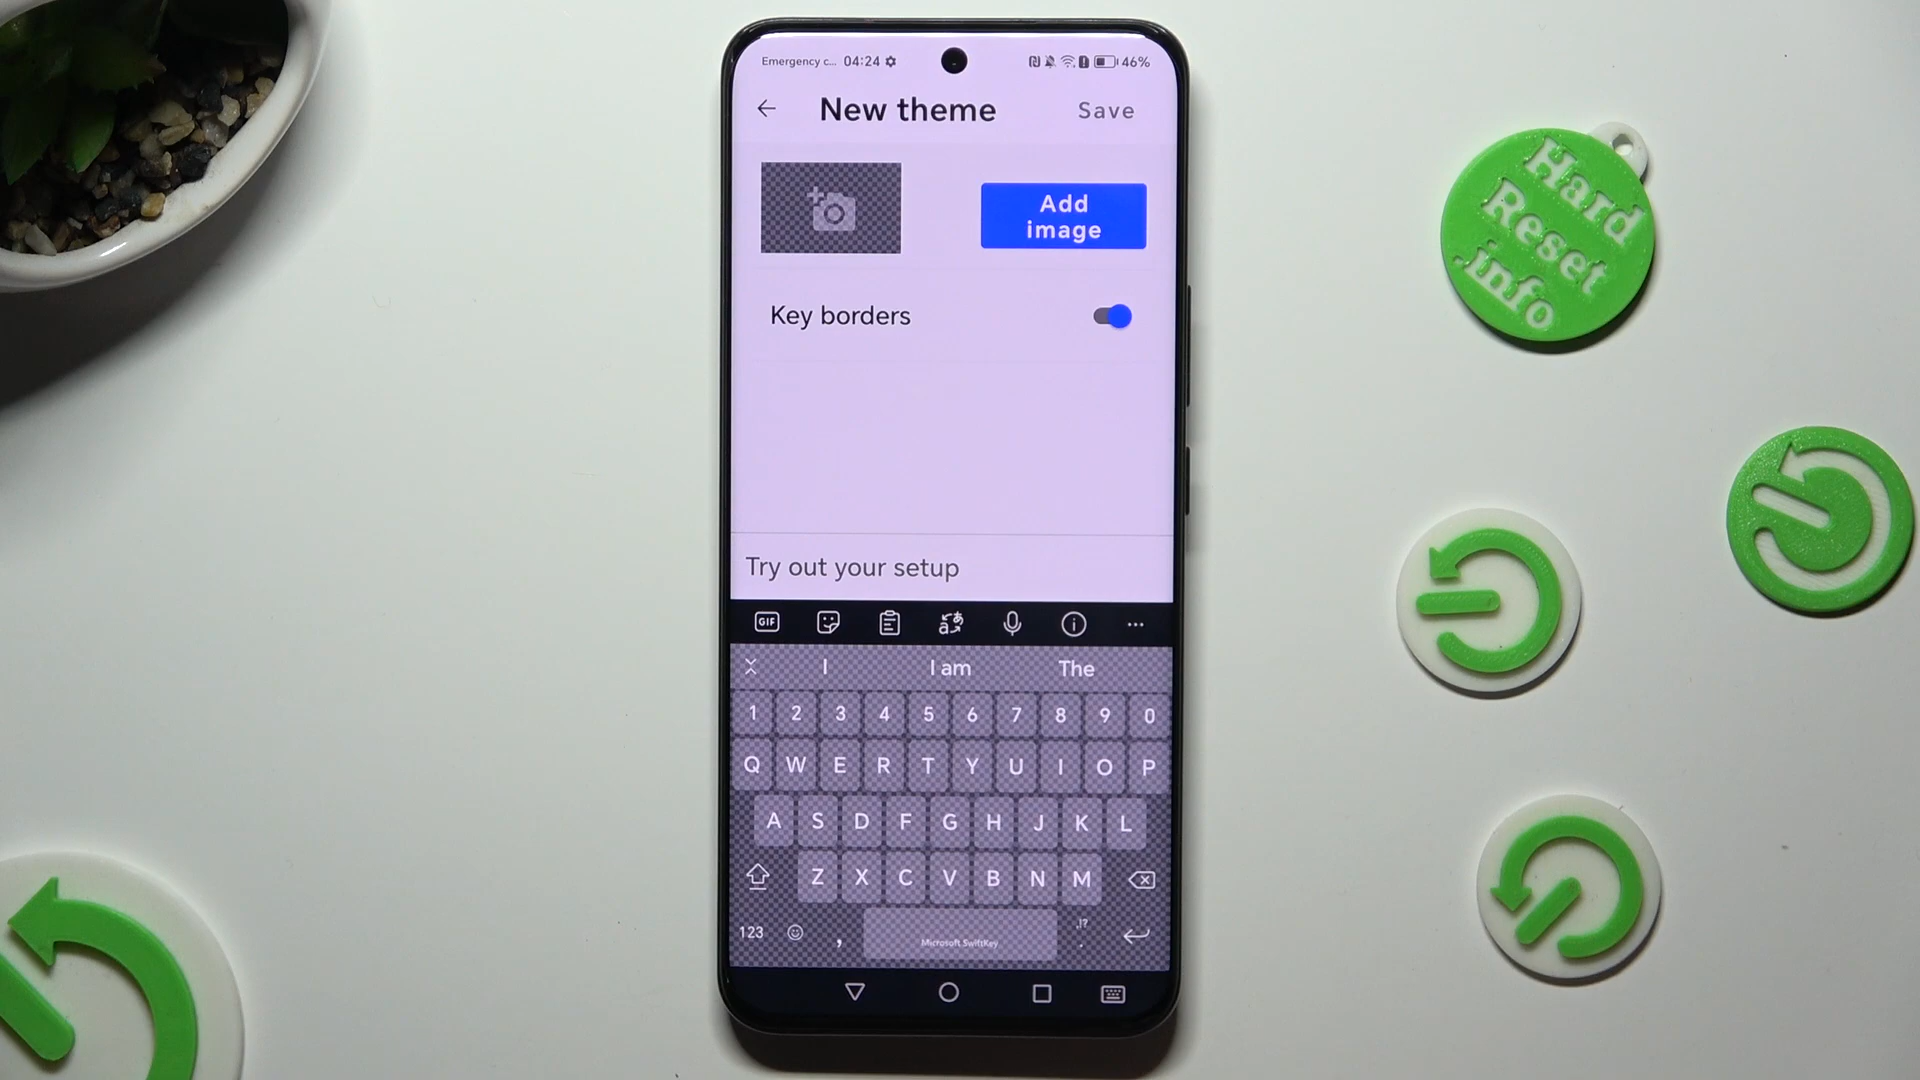 Emergency c... 04:24 46%
New theme Save
Add
image
Key borders
Try out your setup
GIF
I I am The
1 2 3 4 5 6 7 8 9 0
Q W E R T Y U I O P
A S D F G H J K L
Z X C V B N M
123 , Microsoft SwiftKey .!? .
Hard
Reset
.info